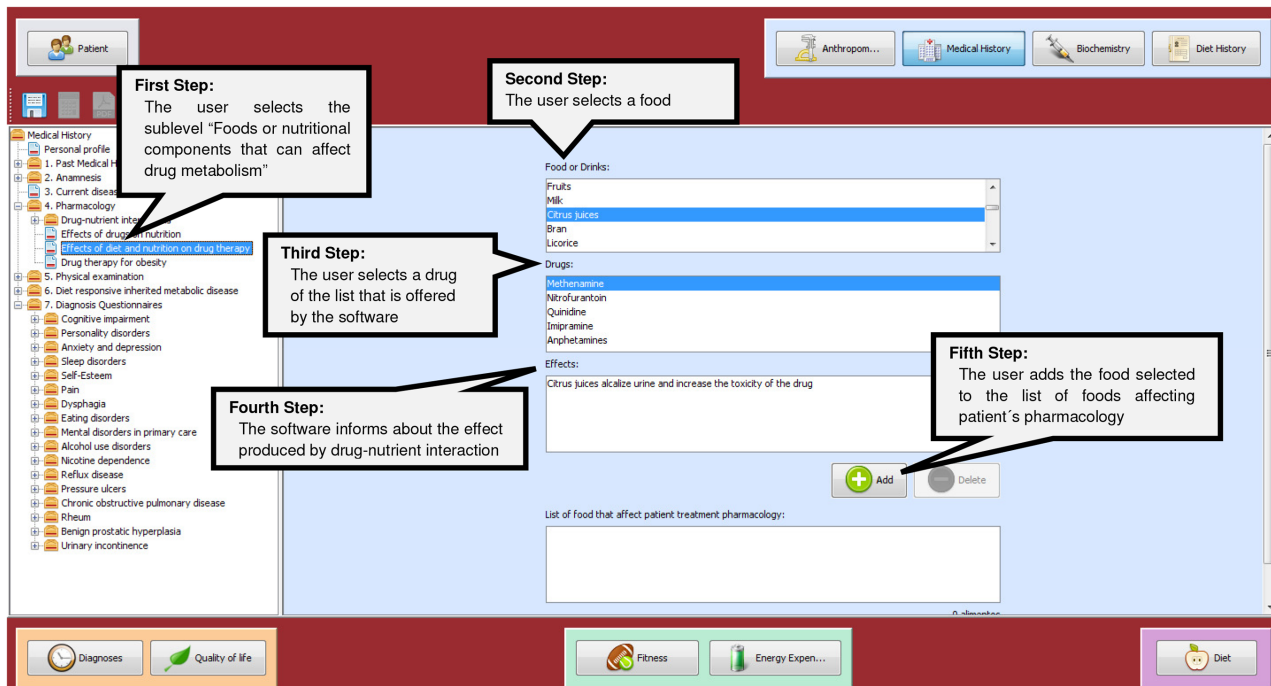 Patient
Anthropom...
Medical History
Biochemistry
Diet History
First Step:
The user selects the
sublevel “Foods or nutritional
components that can affect
drug metabolism”
Second Step:
The user selects a food
Medical History
Personal profile
1. Past Medical H
2. Anamnesis
3. Current disea
4. Pharmacology
Drug-nutrient inte
Effects of drugs on nutrition
Effects of diet and nutrition on drug therapy
Drug therapy for obesity
5. Physical examination
6. Diet responsive inherited metabolic disease
7. Diagnosis Questionnaires
Cognitive impairment
Personality disorders
Anxiety and depression
Sleep disorders
Self-Esteem
Pain
Dysphagia
Eating disorders
Mental disorders in primary care
Alcohol use disorders
Nicotine dependence
Reflux disease
Pressure ulcers
Chronic obstructive pulmonary disease
Rheum
Benign prostatic hyperplasia
Urinary incontinence
Food or Drinks:
Fruits
Milk
Citrus juices
Bran
Licorice
Third Step:
The user selects a drug
of the list that is offered
by the software
Drugs:
Methenamine
Nitrofurantoin
Quinidine
Imipramine
Anphetamines
Effects:
Citrus juices alcalize urine and increase the toxicity of the drug
Fourth Step:
The software informs about the effect
produced by drug-nutrient interaction
Fifth Step:
The user adds the food selected
to the list of foods affecting
patient´s pharmacology
Add
Delete
List of food that affect patient treatment pharmacology:
0 alimentos
Diagnoses
Quality of life
Fitness
Energy Expen...
Diet